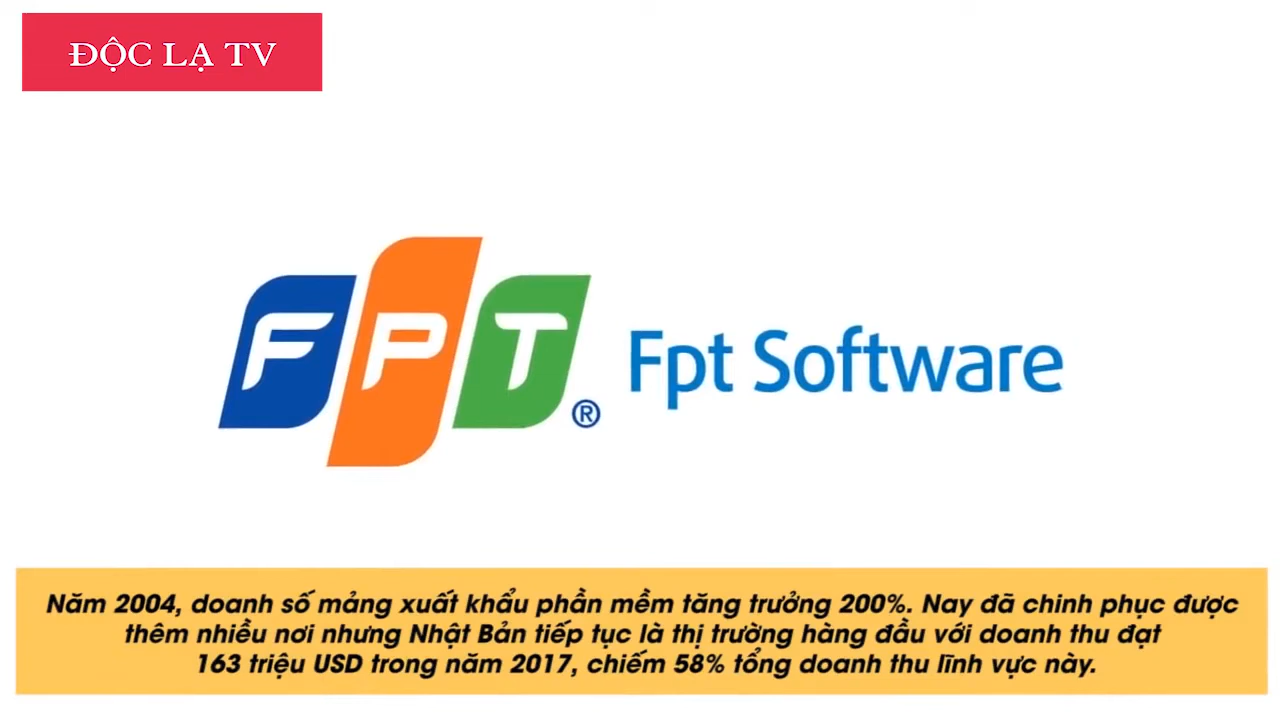 ĐỘC LẠ TV
FPT®
Fpt Software
Năm 2004, doanh số mảng xuất khẩu phần mềm tăng trưởng 200%. Nay đã chinh phục được
thêm nhiều nơi nhưng Nhật Bản tiếp tục là thị trường hàng đầu với doanh thu đạt
163 triệu USD trong năm 2017, chiếm 58% tổng doanh thu lĩnh vực này.